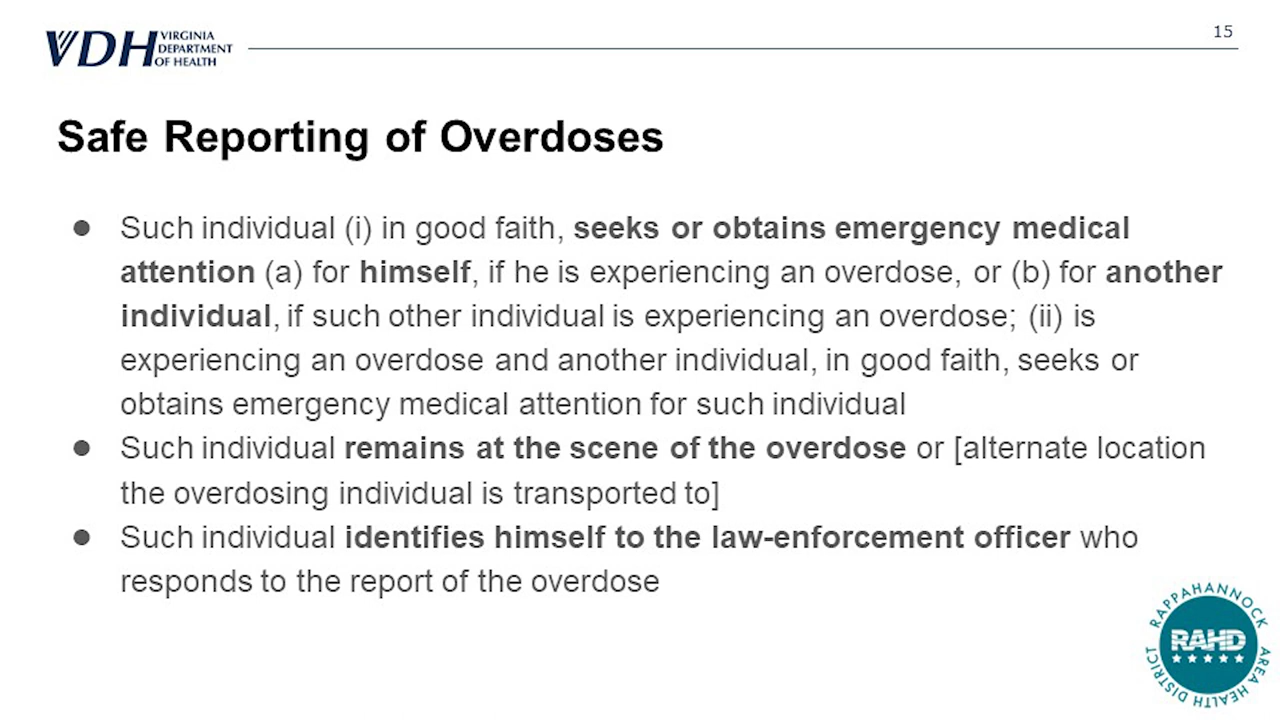 VDH VIRGINIA
DEPARTMENT
OF HEALTH
15
Safe Reporting of Overdoses
● Such individual (i) in good faith, seeks or obtains emergency medical
attention (a) for himself, if he is experiencing an overdose, or (b) for another
individual, if such other individual is experiencing an overdose; (ii) is
experiencing an overdose and another individual, in good faith, seeks or
obtains emergency medical attention for such individual
● Such individual remains at the scene of the overdose or [alternate location
the overdosing individual is transported to]
● Such individual identifies himself to the law-enforcement officer who
responds to the report of the overdose
RAPPAHANNOCK
RAHD
AREA HEALTH DISTRICT